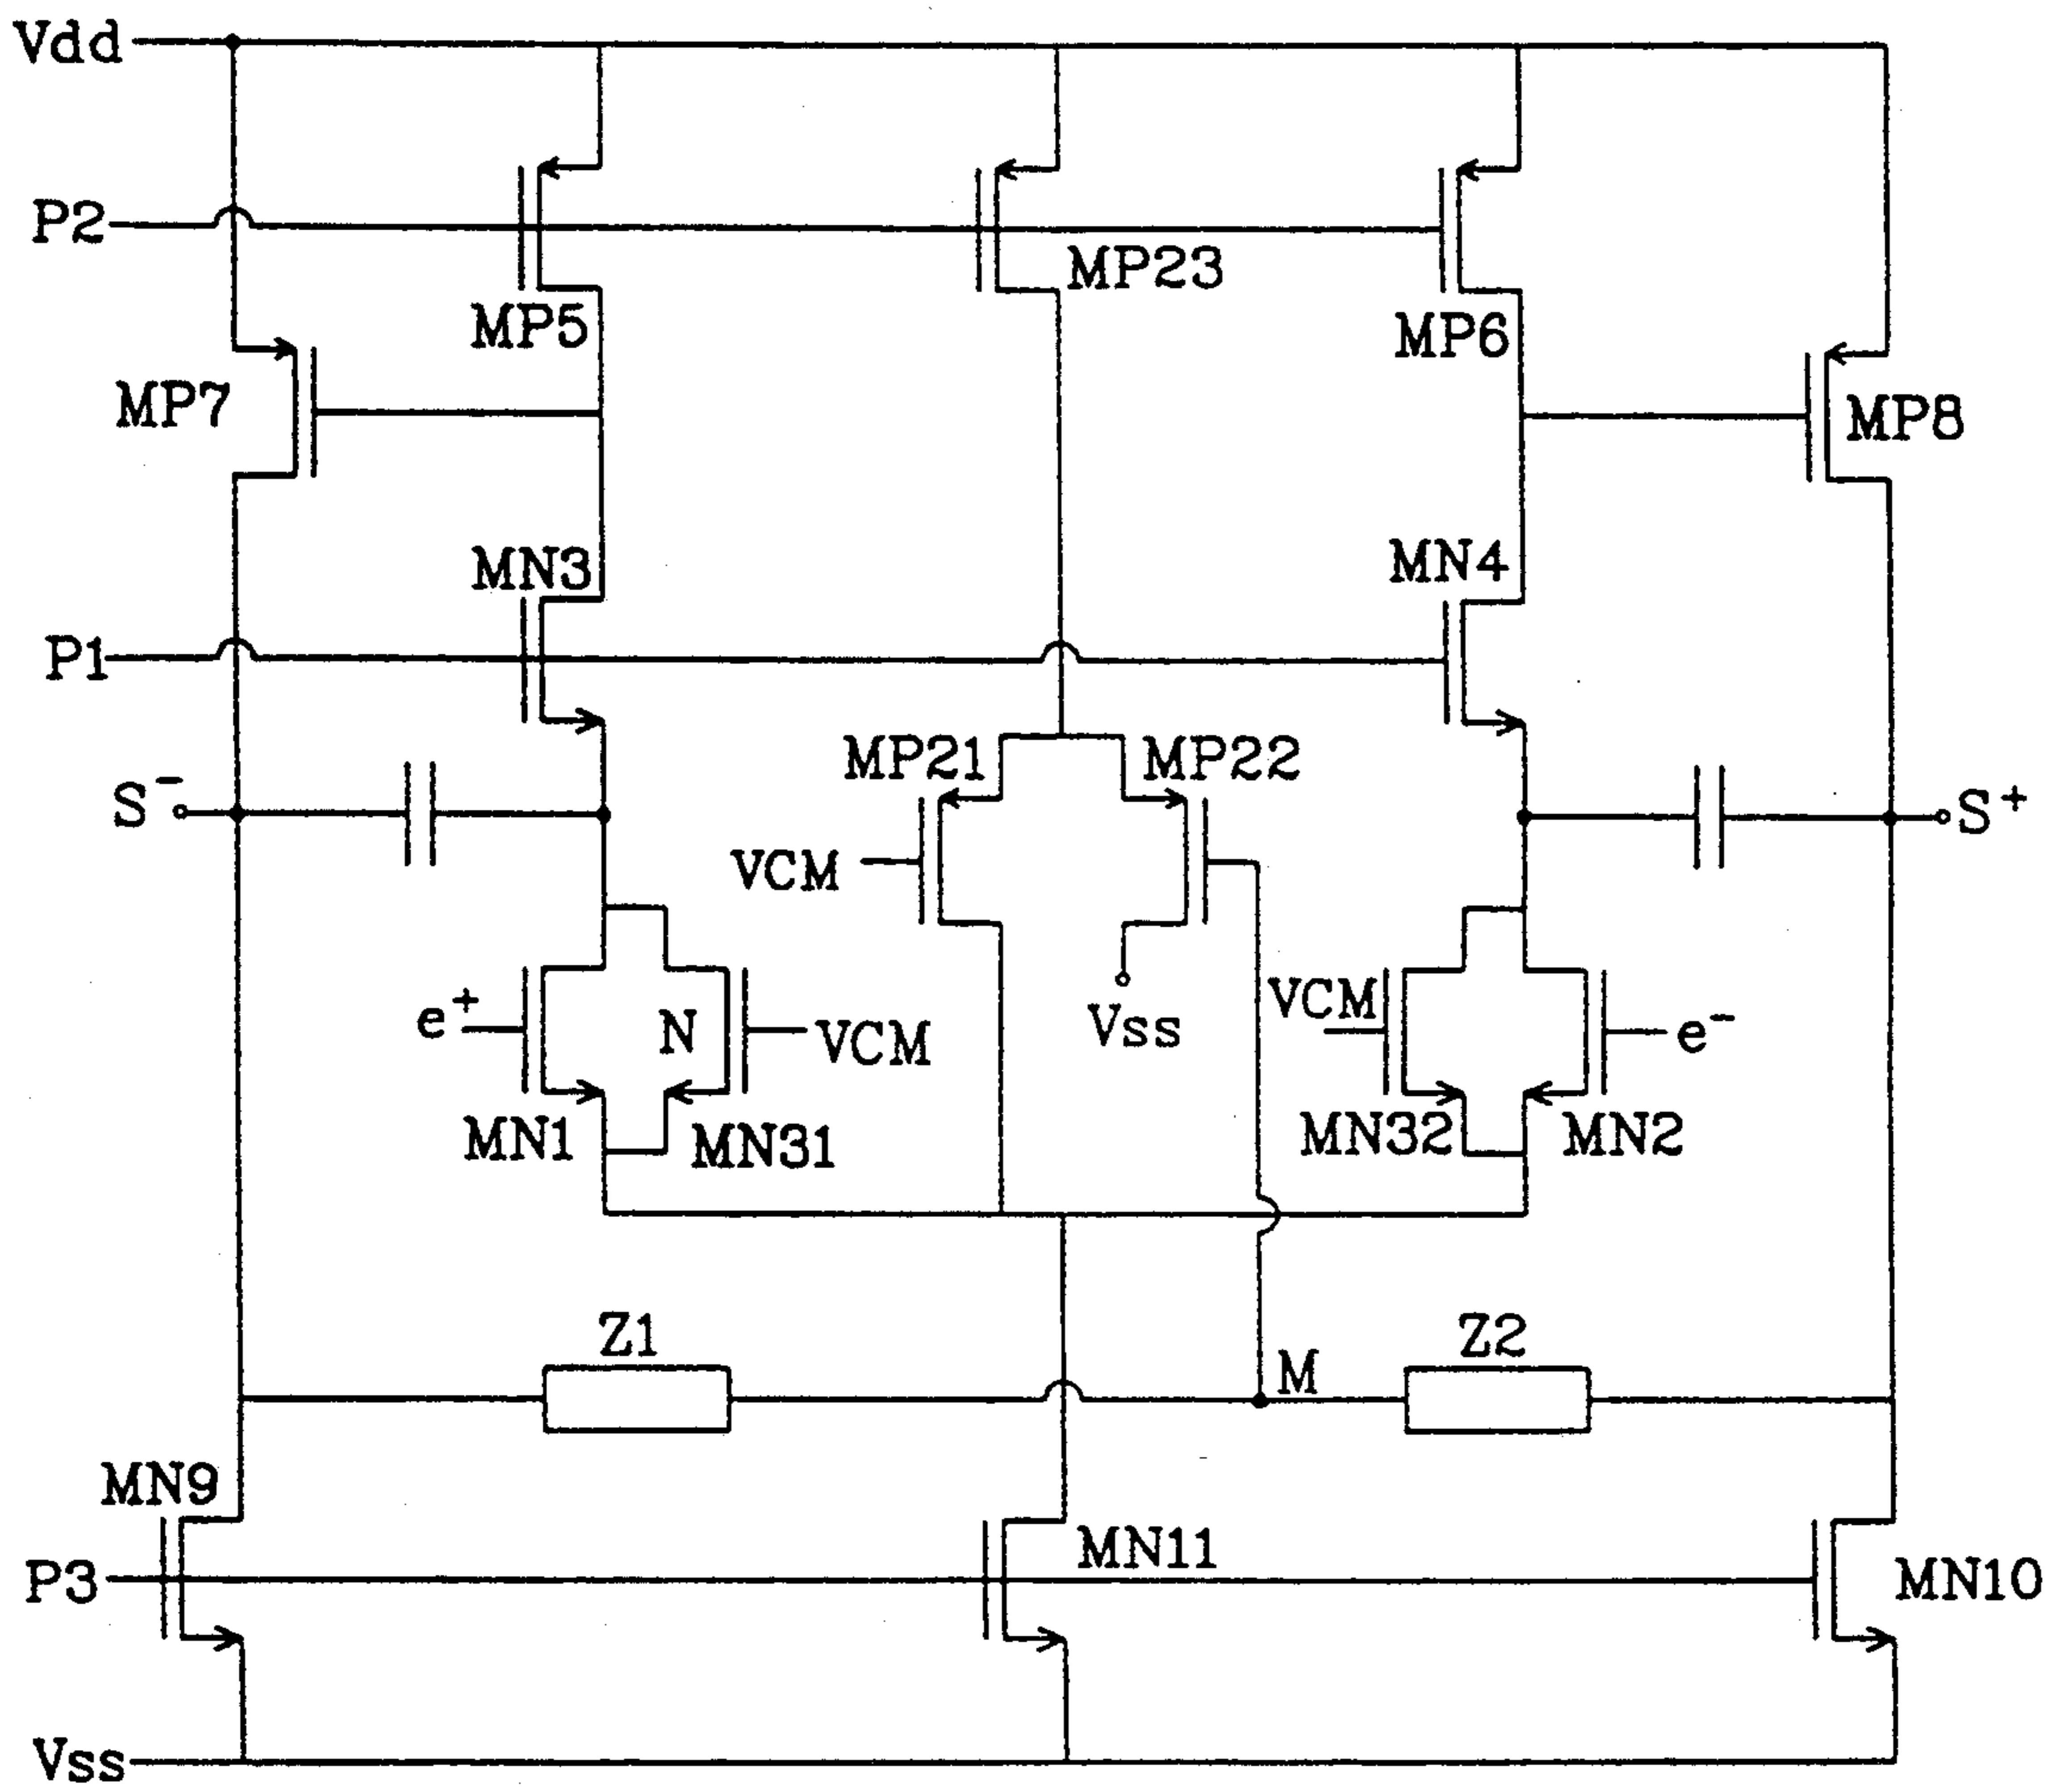 Vdd
P2
MP23
MP5
MP6
MP7
MP8
MN3
MN4
P1
MP21
MP22
S⁻
S⁺
VCM
VCM
e⁺
N
VCM
Vss
e⁻
MN1
MN31
MN32
MN2
Z1
Z2
M
MN9
MN11
P3
MN10
Vss